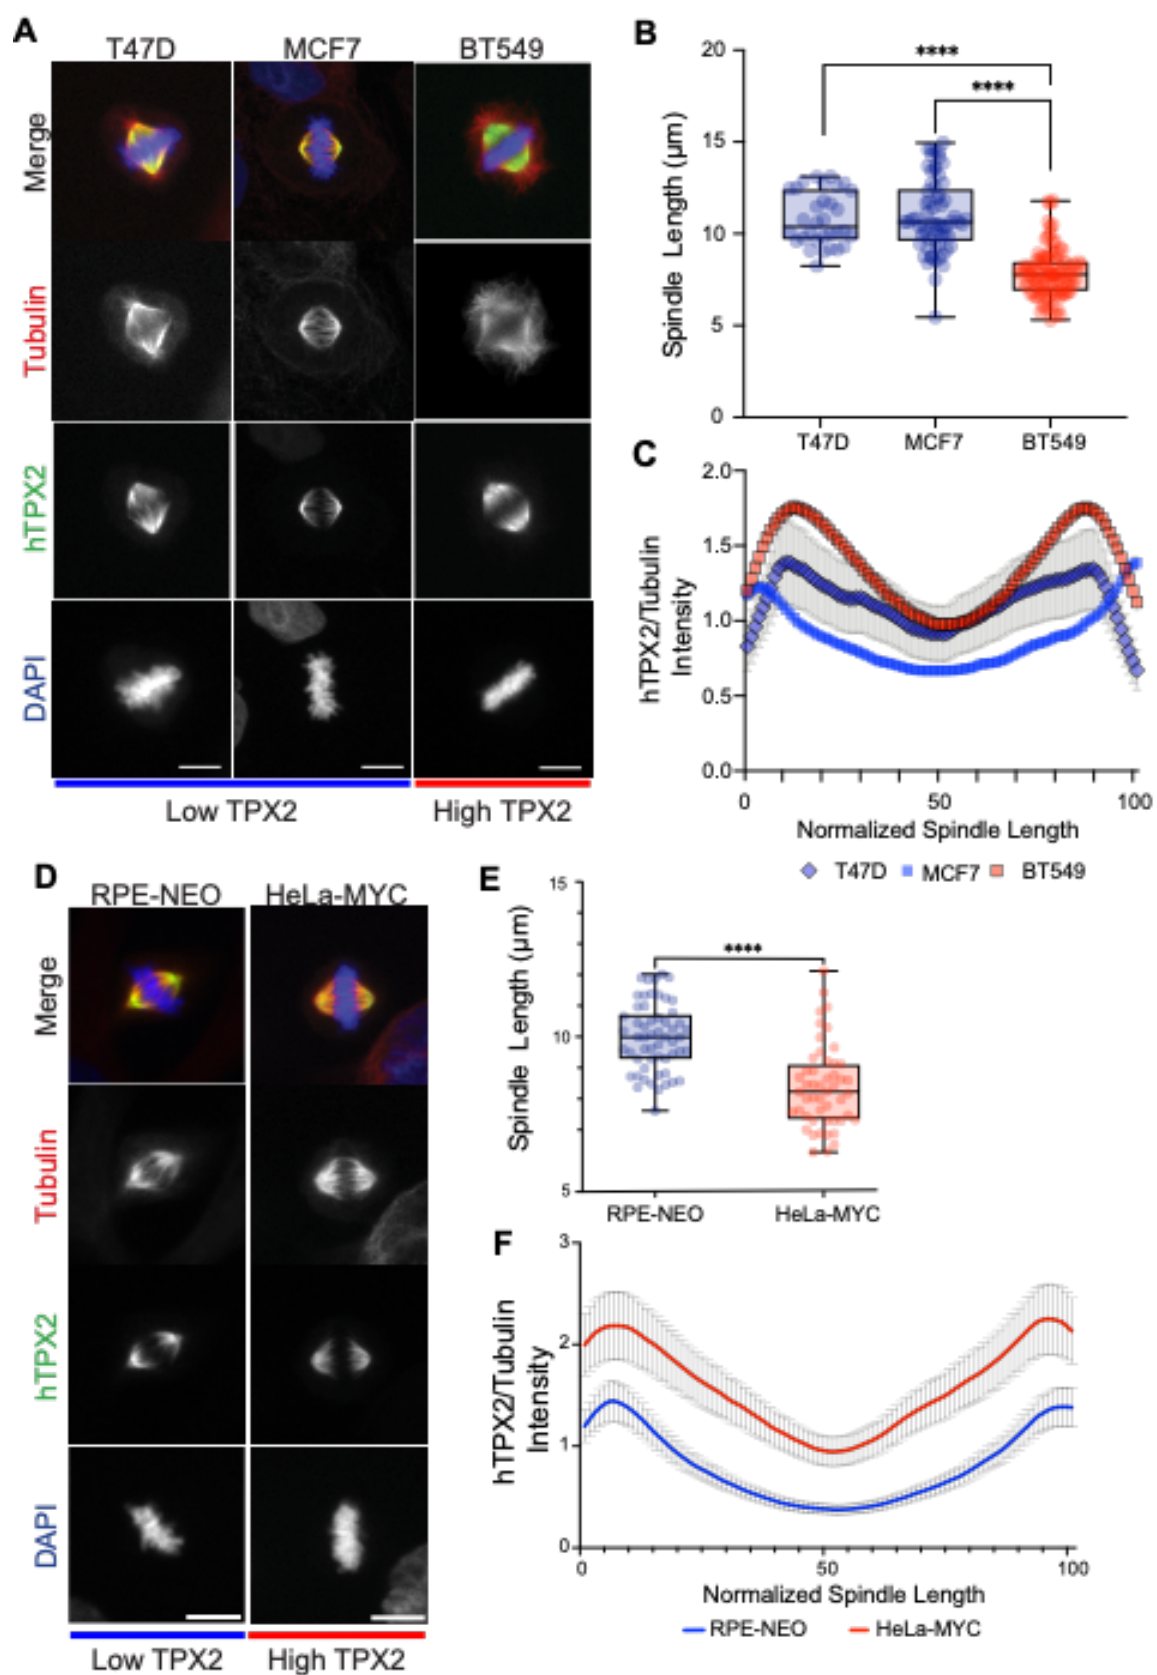 A
T47D MCF7 BT549
Merge
Tubulin
hTPX2
DAPI
Low TPX2 High TPX2
B
Spindle Length (µm)
20
15
10
5
0
****
****
T47D MCF7 BT549
C
hTPX2/Tubulin
Intensity
2.0
1.5
1.0
0.5
0.0
0 50 100
Normalized Spindle Length
T47D MCF7 BT549
D
RPE-NEO HeLa-MYC
Merge
Tubulin
hTPX2
DAPI
Low TPX2 High TPX2
E
Spindle Length (µm)
15
10
5
****
RPE-NEO HeLa-MYC
F
hTPX2/Tubulin
Intensity
3
2
1
0
0 50 100
Normalized Spindle Length
RPE-NEO HeLa-MYC